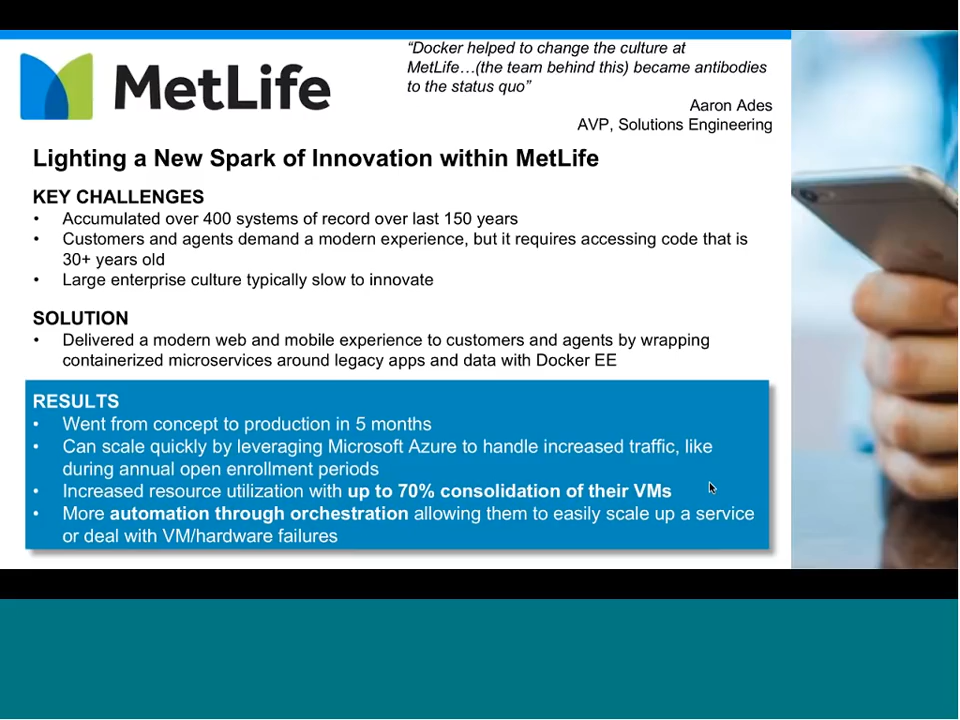 MetLife
“Docker helped to change the culture at
MetLife…(the team behind this) became antibodies
to the status quo”
Aaron Ades
AVP, Solutions Engineering
Lighting a New Spark of Innovation within MetLife
KEY CHALLENGES
• Accumulated over 400 systems of record over last 150 years
• Customers and agents demand a modern experience, but it requires accessing code that is
30+ years old
• Large enterprise culture typically slow to innovate
SOLUTION
• Delivered a modern web and mobile experience to customers and agents by wrapping
containerized microservices around legacy apps and data with Docker EE
RESULTS
• Went from concept to production in 5 months
• Can scale quickly by leveraging Microsoft Azure to handle increased traffic, like
during annual open enrollment periods
• Increased resource utilization with up to 70% consolidation of their VMs
• More automation through orchestration allowing them to easily scale up a service
or deal with VM/hardware failures